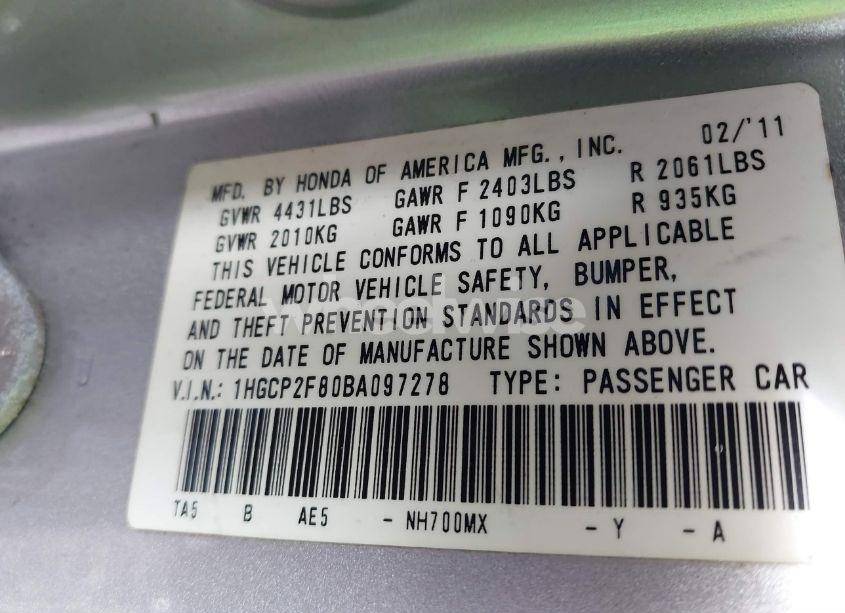 MFD. BY HONDA OF AMERICA MFG., INC. 02/'11
GVWR 4431LBS GAWR F 2403LBS R 2061LBS
GVWR 2010KG GAWR F 1090KG R 935KG
THIS VEHICLE CONFORMS TO ALL APPLICABLE
FEDERAL MOTOR VEHICLE SAFETY, BUMPER,
AND THEFT PREVENTION STANDARDS IN EFFECT
ON THE DATE OF MANUFACTURE SHOWN ABOVE.
V.I.N.: 1HGCP2F80BA097278 TYPE: PASSENGER CAR
TA5 B AE5 - NH700MX - Y - A